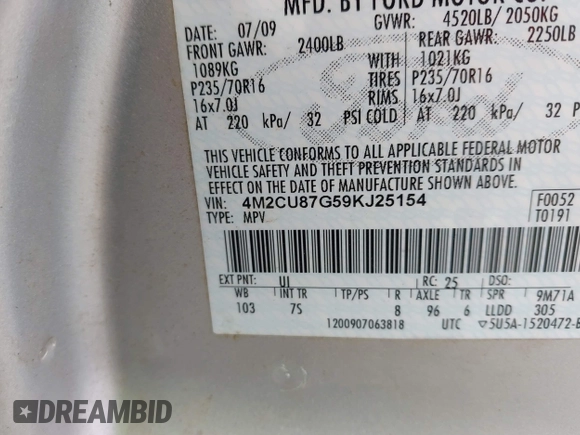 MFD. BY FORD MOTOR CO.
DATE: 07/09 GVWR: 4520LB/ 2050KG
FRONT GAWR: 2400LB REAR GAWR: 2250LB
1089KG WITH 1021KG
P235/70R16 TIRES P235/70R16
16x7.0J RIMS 16x7.0J
AT 220 kPa/ 32 PSI COLD AT 220 kPa/ 32 PSI
THIS VEHICLE CONFORMS TO ALL APPLICABLE FEDERAL MOTOR
VEHICLE SAFETY AND THEFT PREVENTION STANDARDS IN
EFFECT ON THE DATE OF MANUFACTURE SHOWN ABOVE.
VIN: 4M2CU87G59KJ25154 F0052
TYPE: MPV T0191
EXT PNT: UI RC: 25 DSO:
WB INT TR TP/PS R AXLE TR SPR 9M71A
103 7S 8 96 6 LLDD 305
1200907063818 UTC ▽5U5A-1520472-
DREAMBID
Ford